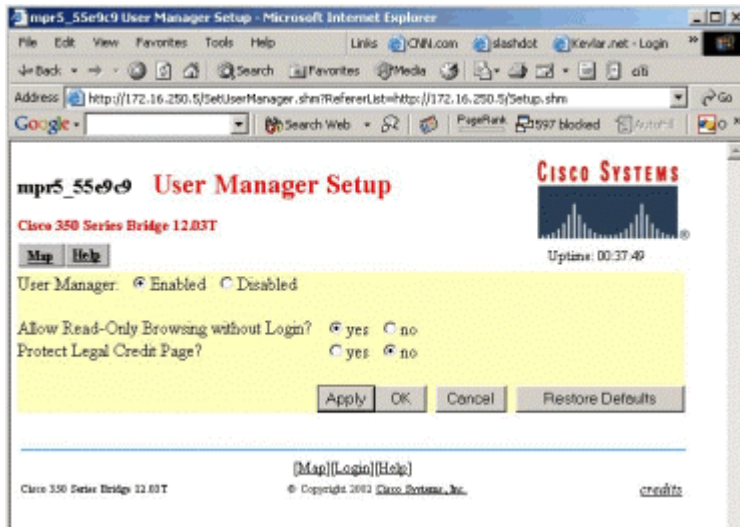 mpr5_55e9c9 User Manager Setup - Microsoft Internet Explorer
File Edit View Favorites Tools Help Links CNN.com slashdot Kevlar.net - Login »
Back Search Favorites Media
Address http://172.16.250.5/SetUserManager.shm?RefererList=http://172.16.250.5/Setup.shm Go
Google Search Web PageRank 1597 blocked AutoFill
mpr5_55e9c9 User Manager Setup
CISCO SYSTEMS
Cisco 350 Series Bridge 12.03T
Map Help
Uptime: 00:37:49
User Manager: Enabled Disabled
Allow Read-Only Browsing without Login? yes no
Protect Legal Credit Page? yes no
Apply OK Cancel Restore Defaults
[Map][Login][Help]
Cisco 350 Series Bridge 12.03T © Copyright 2002 Cisco Systems, Inc. credits